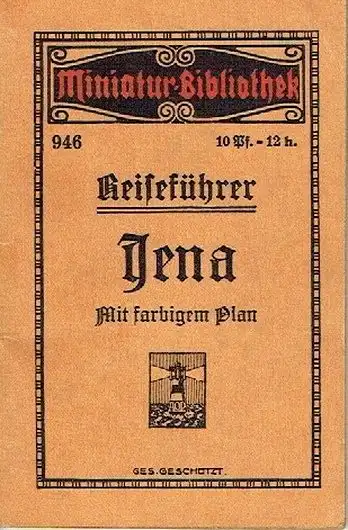 Miniatur-Bibliothek
946 10 Pf. - 12 h.
Reiseführer
Jena
Mit farbigem Plan
GES. GESCHÜTZT.